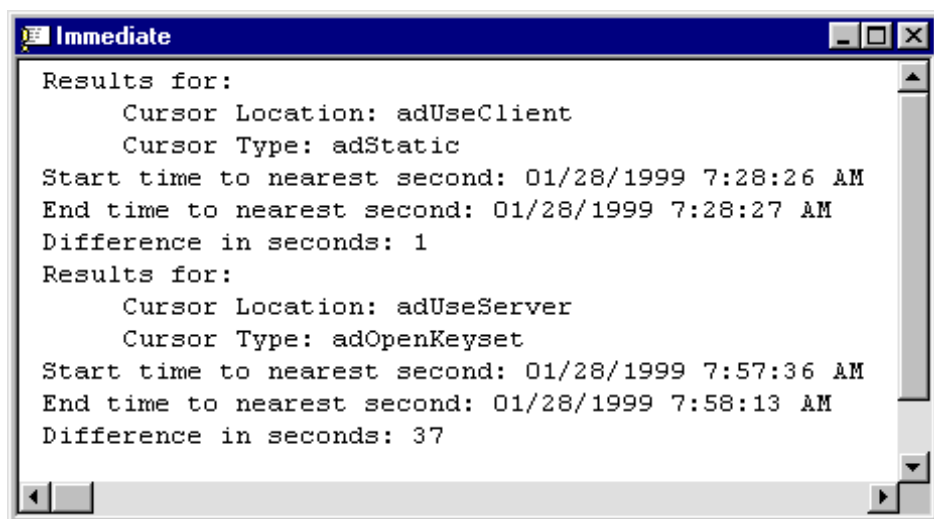 Immediate
Results for:
Cursor Location: adUseClient
Cursor Type: adStatic
Start time to nearest second: 01/28/1999 7:28:26 AM
End time to nearest second: 01/28/1999 7:28:27 AM
Difference in seconds: 1
Results for:
Cursor Location: adUseServer
Cursor Type: adOpenKeyset
Start time to nearest second: 01/28/1999 7:57:36 AM
End time to nearest second: 01/28/1999 7:58:13 AM
Difference in seconds: 37